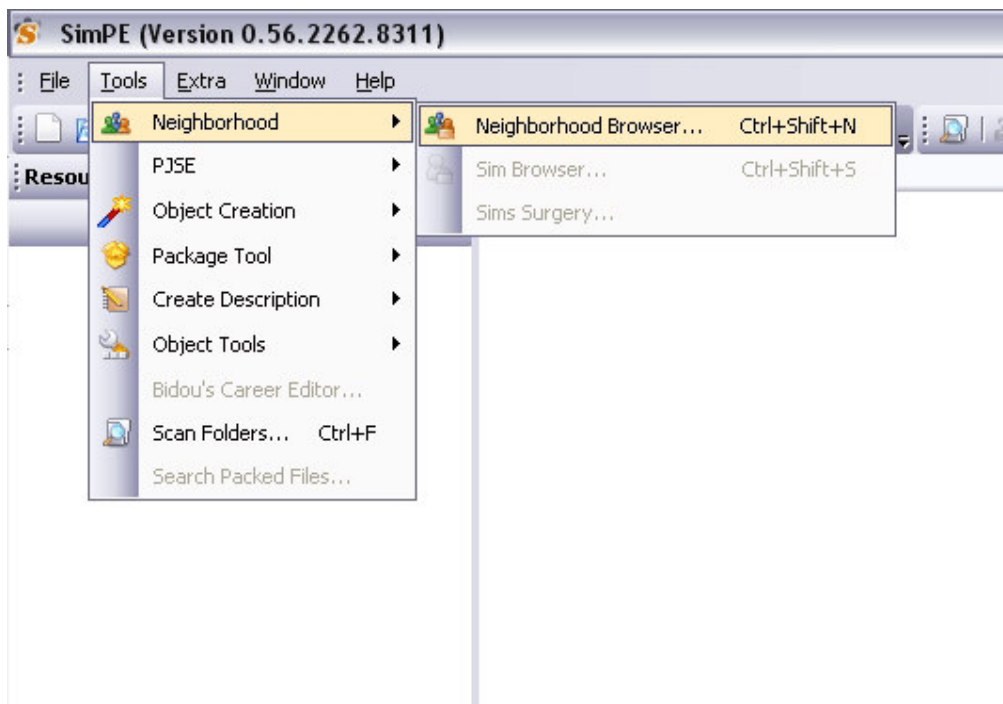 SimPE (Version 0.56.2262.8311)
File Tools Extra Window Help
Neighborhood
Neighborhood Browser... Ctrl+Shift+N
PJSE
Sim Browser... Ctrl+Shift+S
Object Creation
Sims Surgery...
Package Tool
Create Description
Object Tools
Bidou's Career Editor...
Scan Folders... Ctrl+F
Search Packed Files...